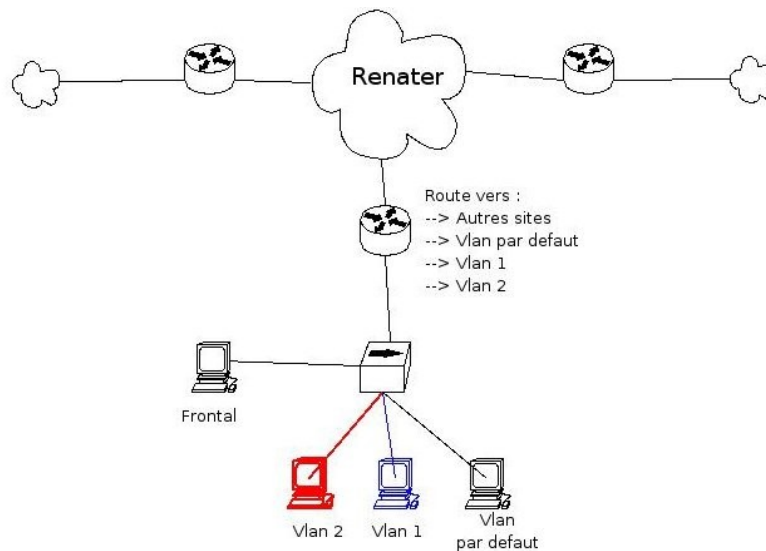 Renater
Route vers :
--> Autres sites
--> Vlan par defaut
--> Vlan 1
--> Vlan 2
Frontal
Vlan 2
Vlan 1
Vlan
par defaut